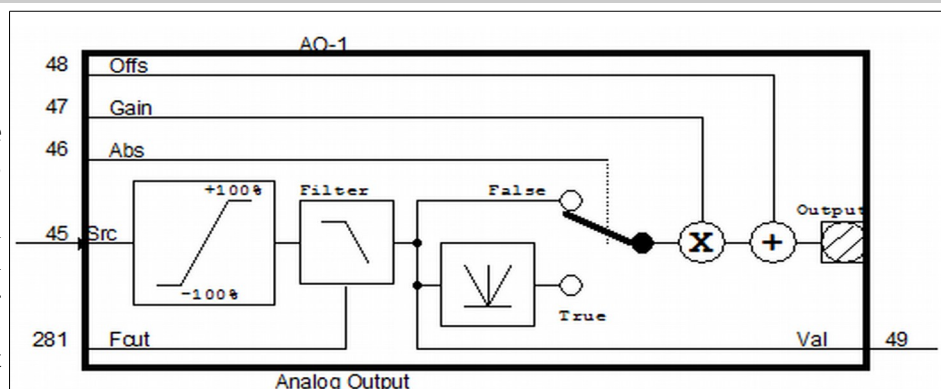 AO-1
48 Offs
47 Gain
46 Abs
+100% Filter False
Output
45 Src X +
-100%
True
281 Fcut Val 49
Analog Output